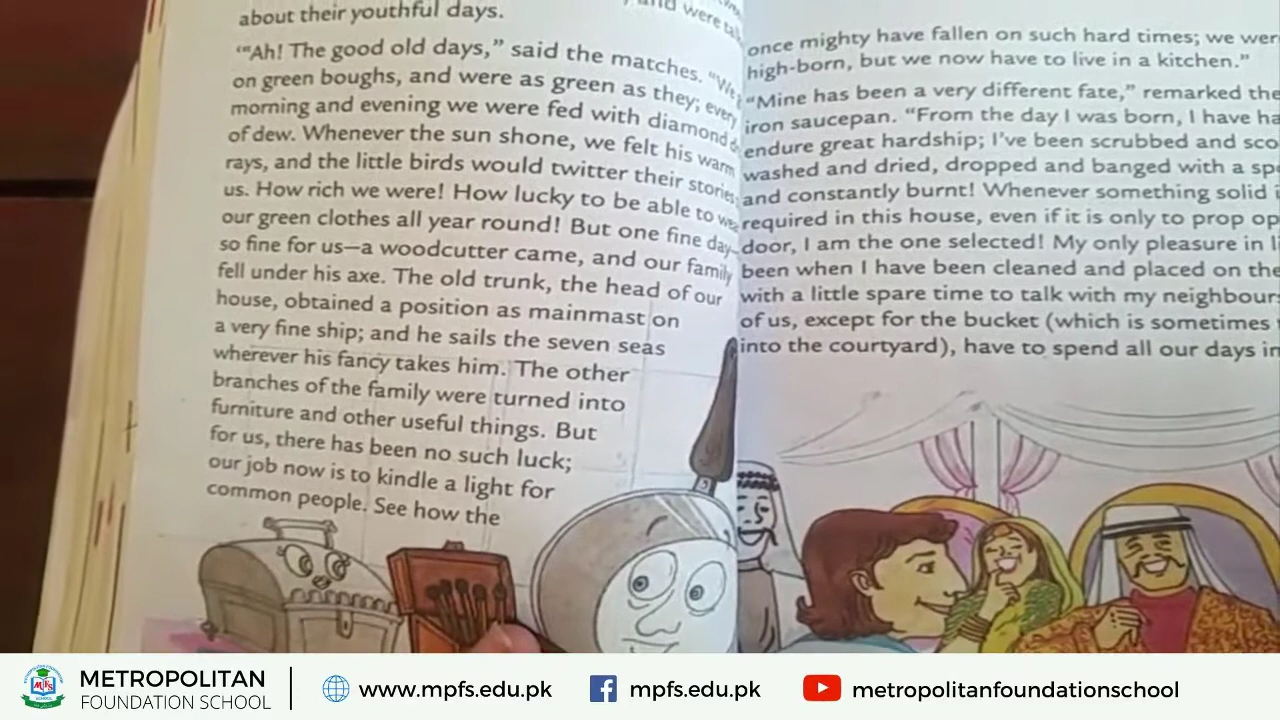 about their youthful days.
and were
"'Ah! The good old days," said the matches. "We
on green boughs, and were as green as they; every
morning and evening we were fed with diamond
of dew. Whenever the sun shone, we felt his warm
rays, and the little birds would twitter their stories
us. How rich we were! How lucky to be able to
our green clothes all year round! But one fine day—
so fine for us—a woodcutter came, and our family
fell under his axe. The old trunk, the head of our
house, obtained a position as mainmast on
a very fine ship; and he sails the seven seas
wherever his fancy takes him. The other
branches of the family were turned into
furniture and other useful things. But
for us, there has been no such luck;
our job now is to kindle a light for
common people. See how the
once mighty have fallen on such hard times; we wer
high-born, but we now have to live in a kitchen."
"Mine has been a very different fate," remarked the
iron saucepan. "From the day I was born, I have ha
endure great hardship; I've been scrubbed and sco
washed and dried, dropped and banged with a sp
and constantly burnt! Whenever something solid i
required in this house, even if it is only to prop op
door, I am the one selected! My only pleasure in li
been when I have been cleaned and placed on the
with a little spare time to talk with my neighbour
of us, except for the bucket (which is sometimes
into the courtyard), have to spend all our days in
METROPOLITAN
FOUNDATION SCHOOL
www.mpfs.edu.pk
mpfs.edu.pk
metropolitanfoundationschool